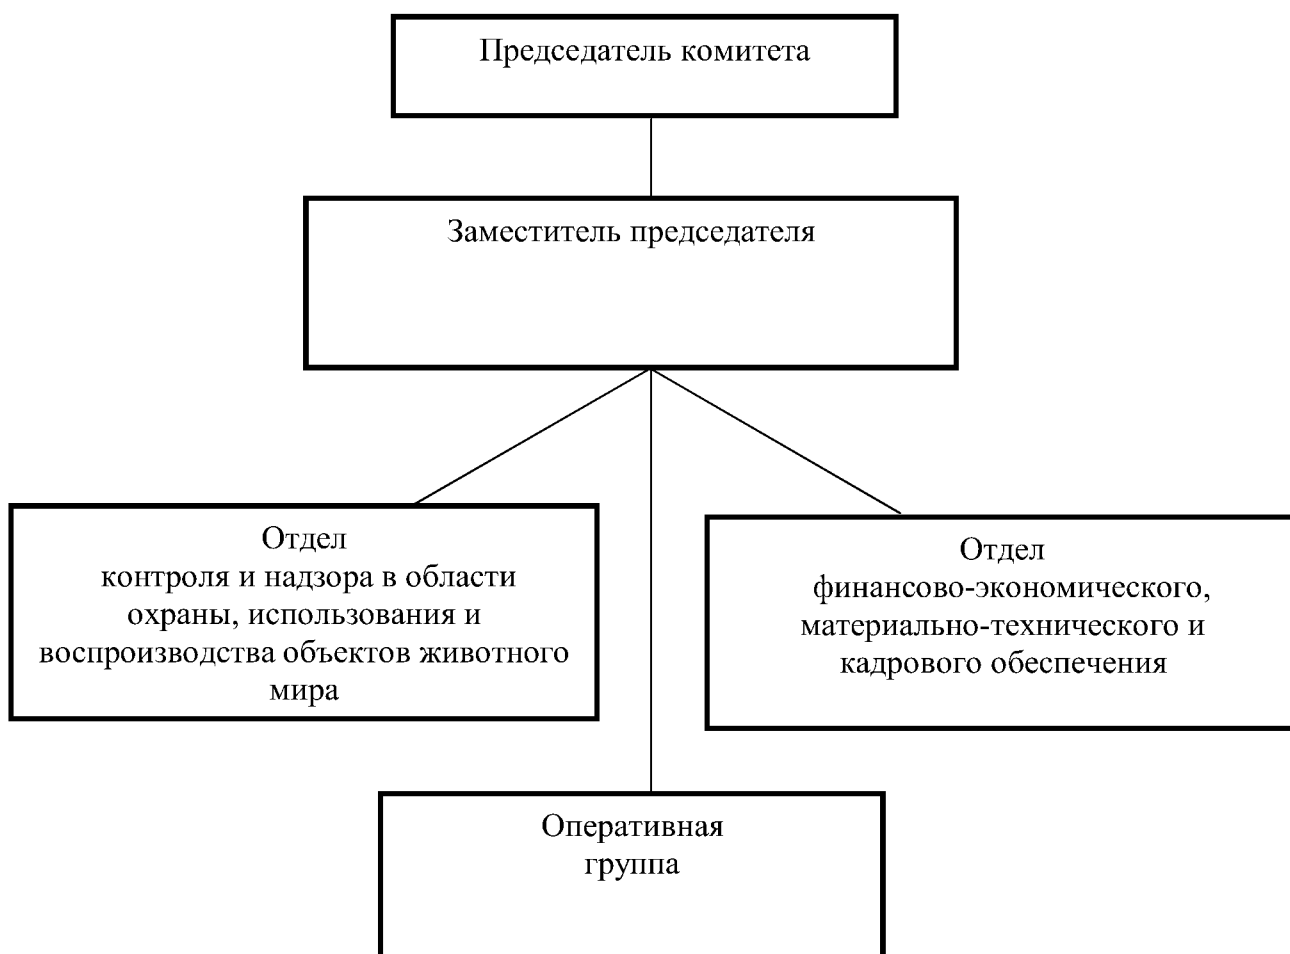 Председатель комитета
Заместитель председателя
Отдел
контроля и надзора в области
охраны, использования и
воспроизводства объектов животного
мира
Отдел
финансово-экономического,
материально-технического и
кадрового обеспечения
Оперативная
группа